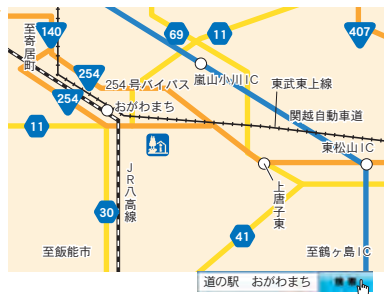 至寄居町
140
69
11
407
254
254号バイパス
嵐山小川IC
東武東上線
254
おがわまち
関越自動車道
11
東松山IC
JR八高線
上唐子東
30
41
至飯能市
至鶴ヶ島IC
道の駅 おがわまち
検索